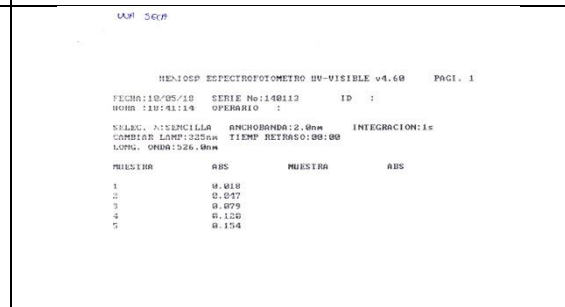 UVA SECA
HEλIOSβ ESPECTROFOTOMETRO UV-VISIBLE v4.60 PAGI. 1
FECHA:10/05/18 SERIE No:140113 ID :
HORA :18:41:14 OPERARIO :
SELEC. λ:SENCILLA ANCHOBANDA:2.0nm INTEGRACION:1s
CAMBIAR LAMP:325nm TIEMP RETRASO:00:00
LONG. ONDA:526.0nm
MUESTRA ABS MUESTRA ABS
1 0.018
2 0.047
3 0.079
4 0.120
5 0.154